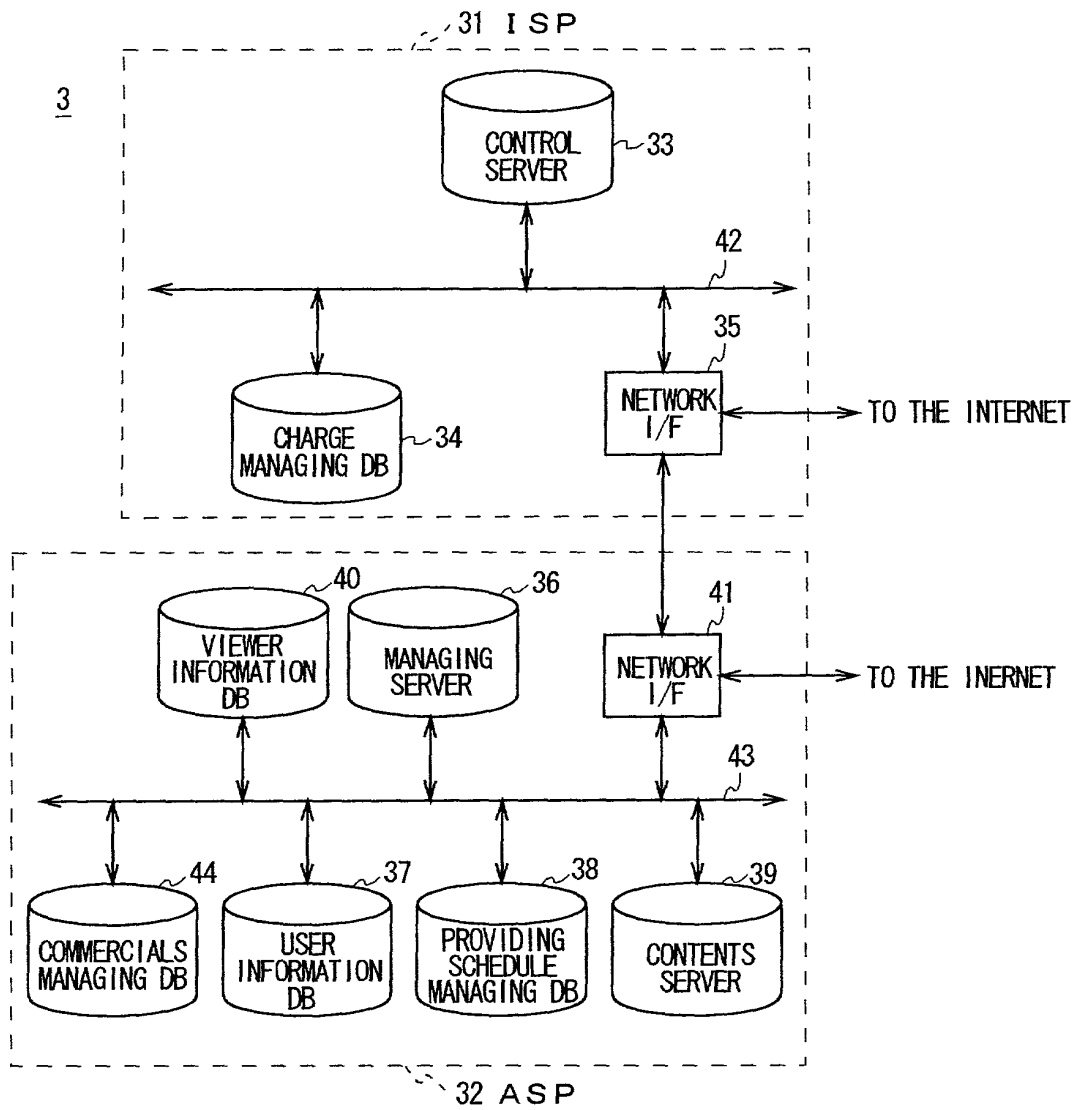 31 ISP
3
CONTROL
SERVER
33
42
35
NETWORK
I/F
TO THE INTERNET
CHARGE
MANAGING DB
34
40
36
41
VIEWER
INFORMATION
DB
MANAGING
SERVER
NETWORK
I/F
TO THE INERNET
43
44
37
38
39
COMMERCIALS
MANAGING DB
USER
INFORMATION
DB
PROVIDING
SCHEDULE
MANAGING DB
CONTENTS
SERVER
32 ASP